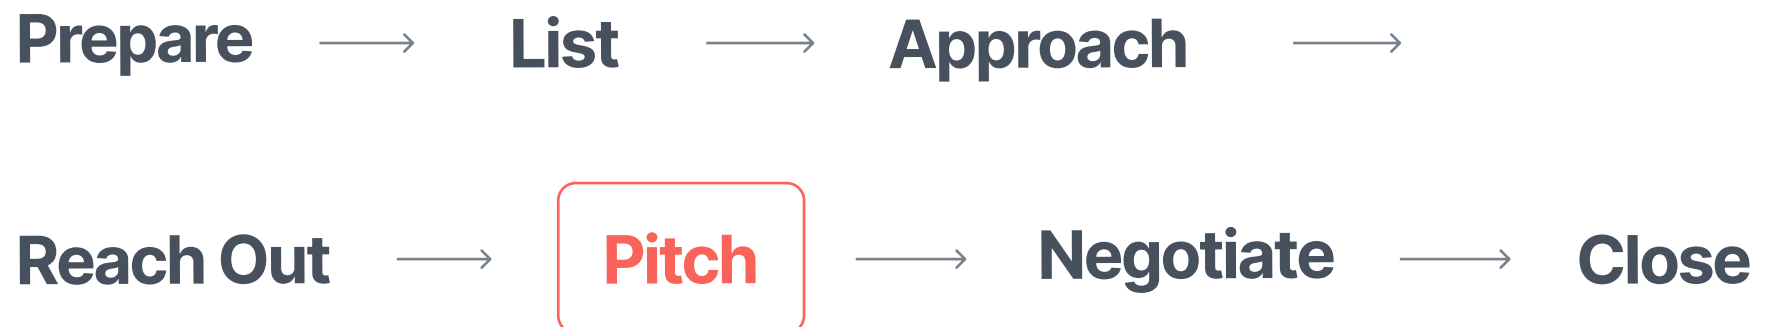 Prepare → List → Approach →
Reach Out → Pitch → Negotiate → Close